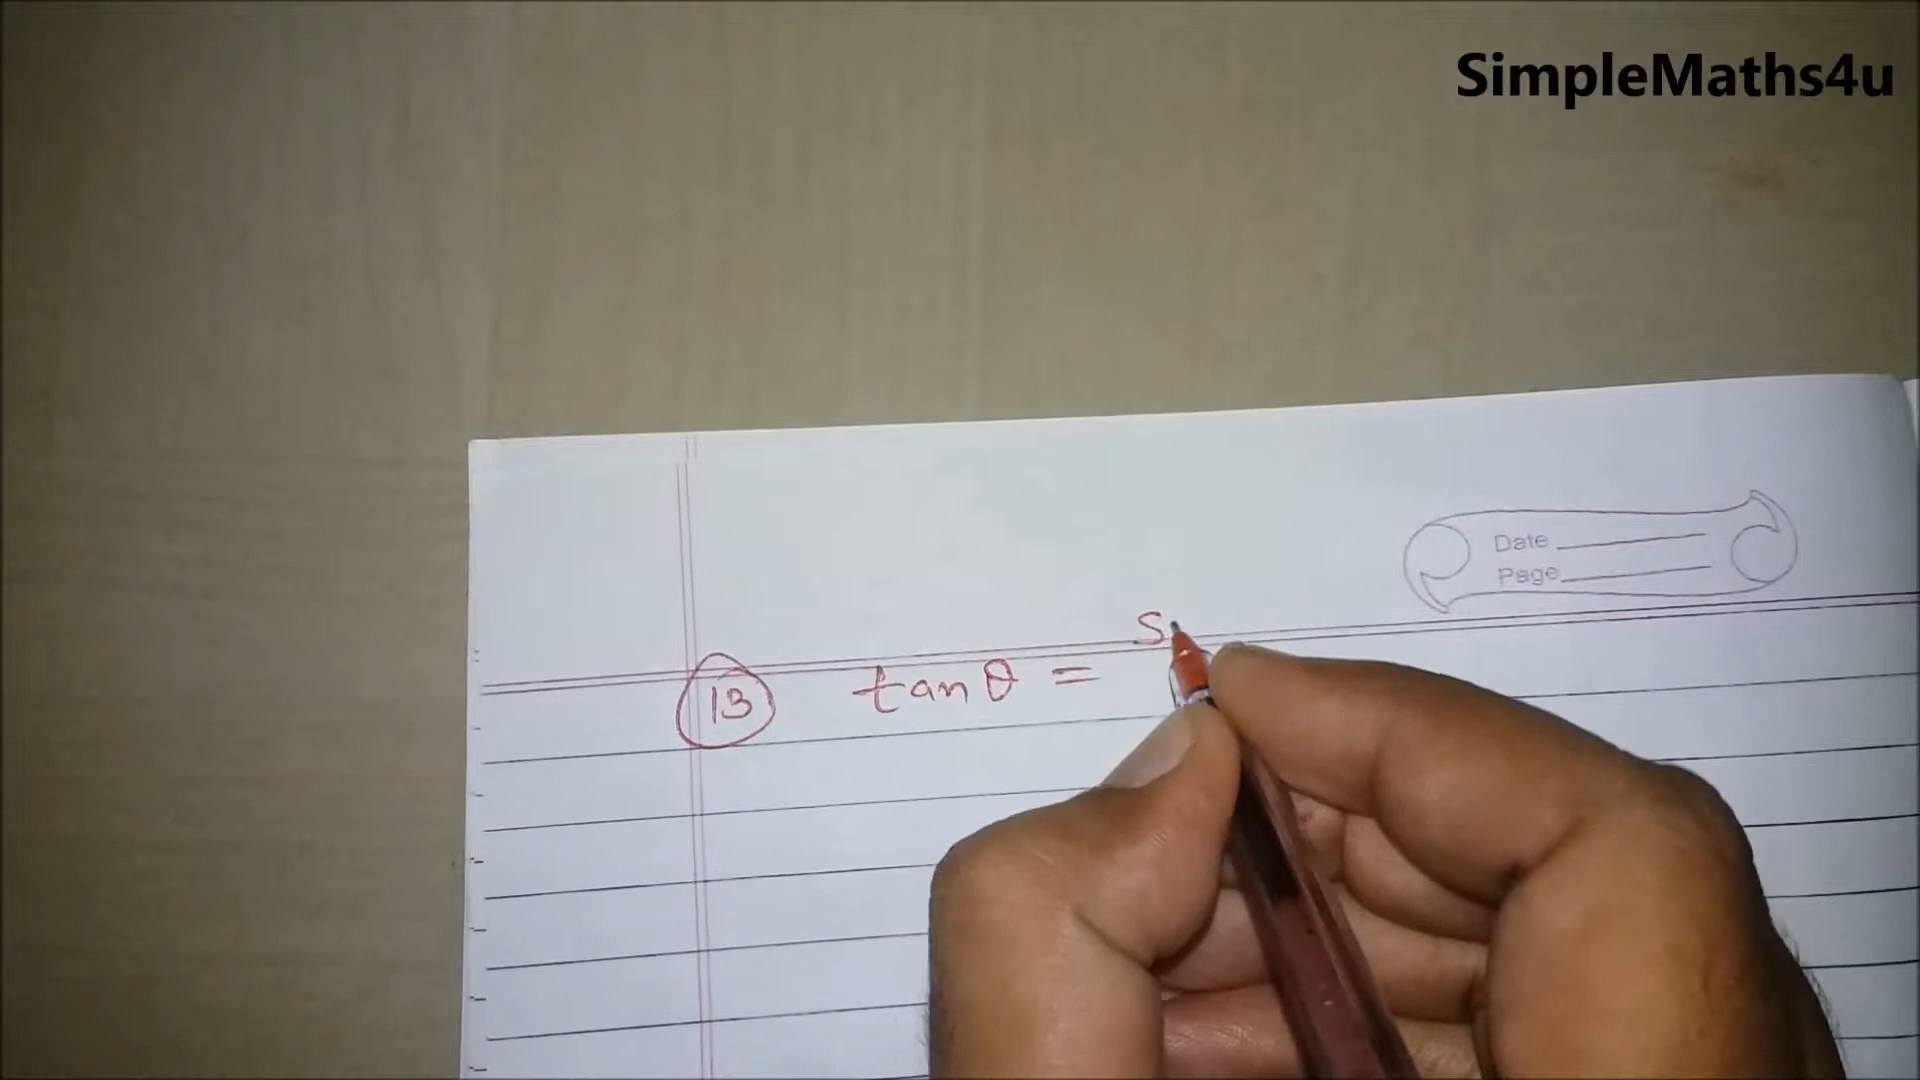 SimpleMaths4u
Date
Page
S
13 tan θ =